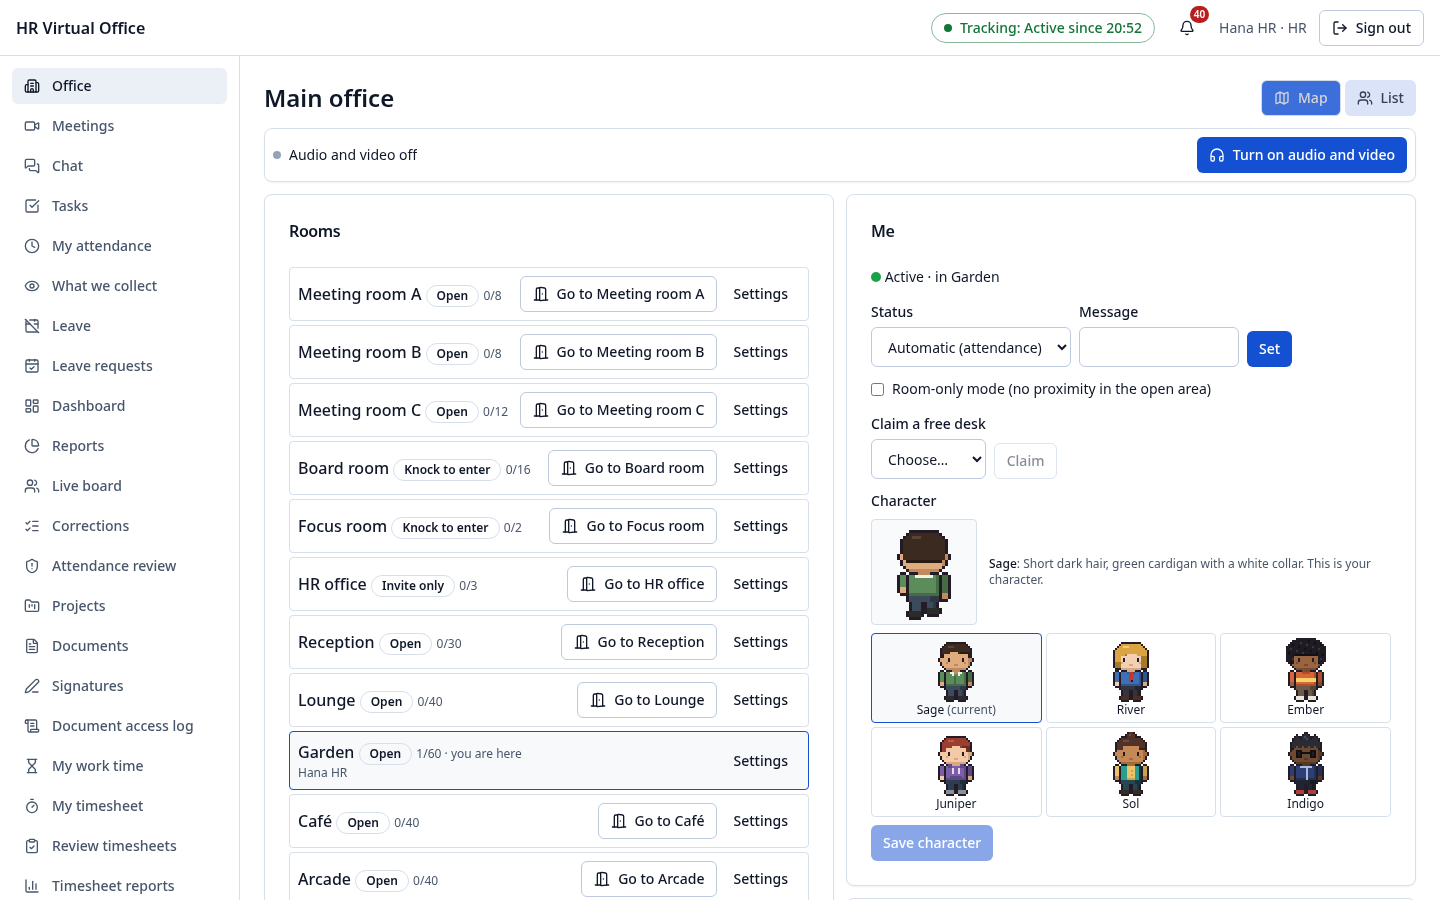 HR Virtual Office
Tracking: Active since 20:52
40
Hana HR · HR
Sign out
Office
Meetings
Chat
Tasks
My attendance
What we collect
Leave
Leave requests
Dashboard
Reports
Live board
Corrections
Attendance review
Projects
Documents
Signatures
Document access log
My work time
My timesheet
Review timesheets
Timesheet reports
Main office
Map
List
Audio and video off
Turn on audio and video
Rooms
Meeting room A Open 0/8 Go to Meeting room A Settings
Meeting room B Open 0/8 Go to Meeting room B Settings
Meeting room C Open 0/12 Go to Meeting room C Settings
Board room Knock to enter 0/16 Go to Board room Settings
Focus room Knock to enter 0/2 Go to Focus room Settings
HR office Invite only 0/3 Go to HR office Settings
Reception Open 0/30 Go to Reception Settings
Lounge Open 0/40 Go to Lounge Settings
Garden Open 1/60 · you are here Settings
Hana HR
Café Open 0/40 Go to Café Settings
Arcade Open 0/40 Go to Arcade Settings
Me
Active · in Garden
Status Message
Automatic (attendance) Set
Room-only mode (no proximity in the open area)
Claim a free desk
Choose... Claim
Character
Sage: Short dark hair, green cardigan with a white collar. This is your
character.
Sage (current) River Ember
Juniper Sol Indigo
Save character